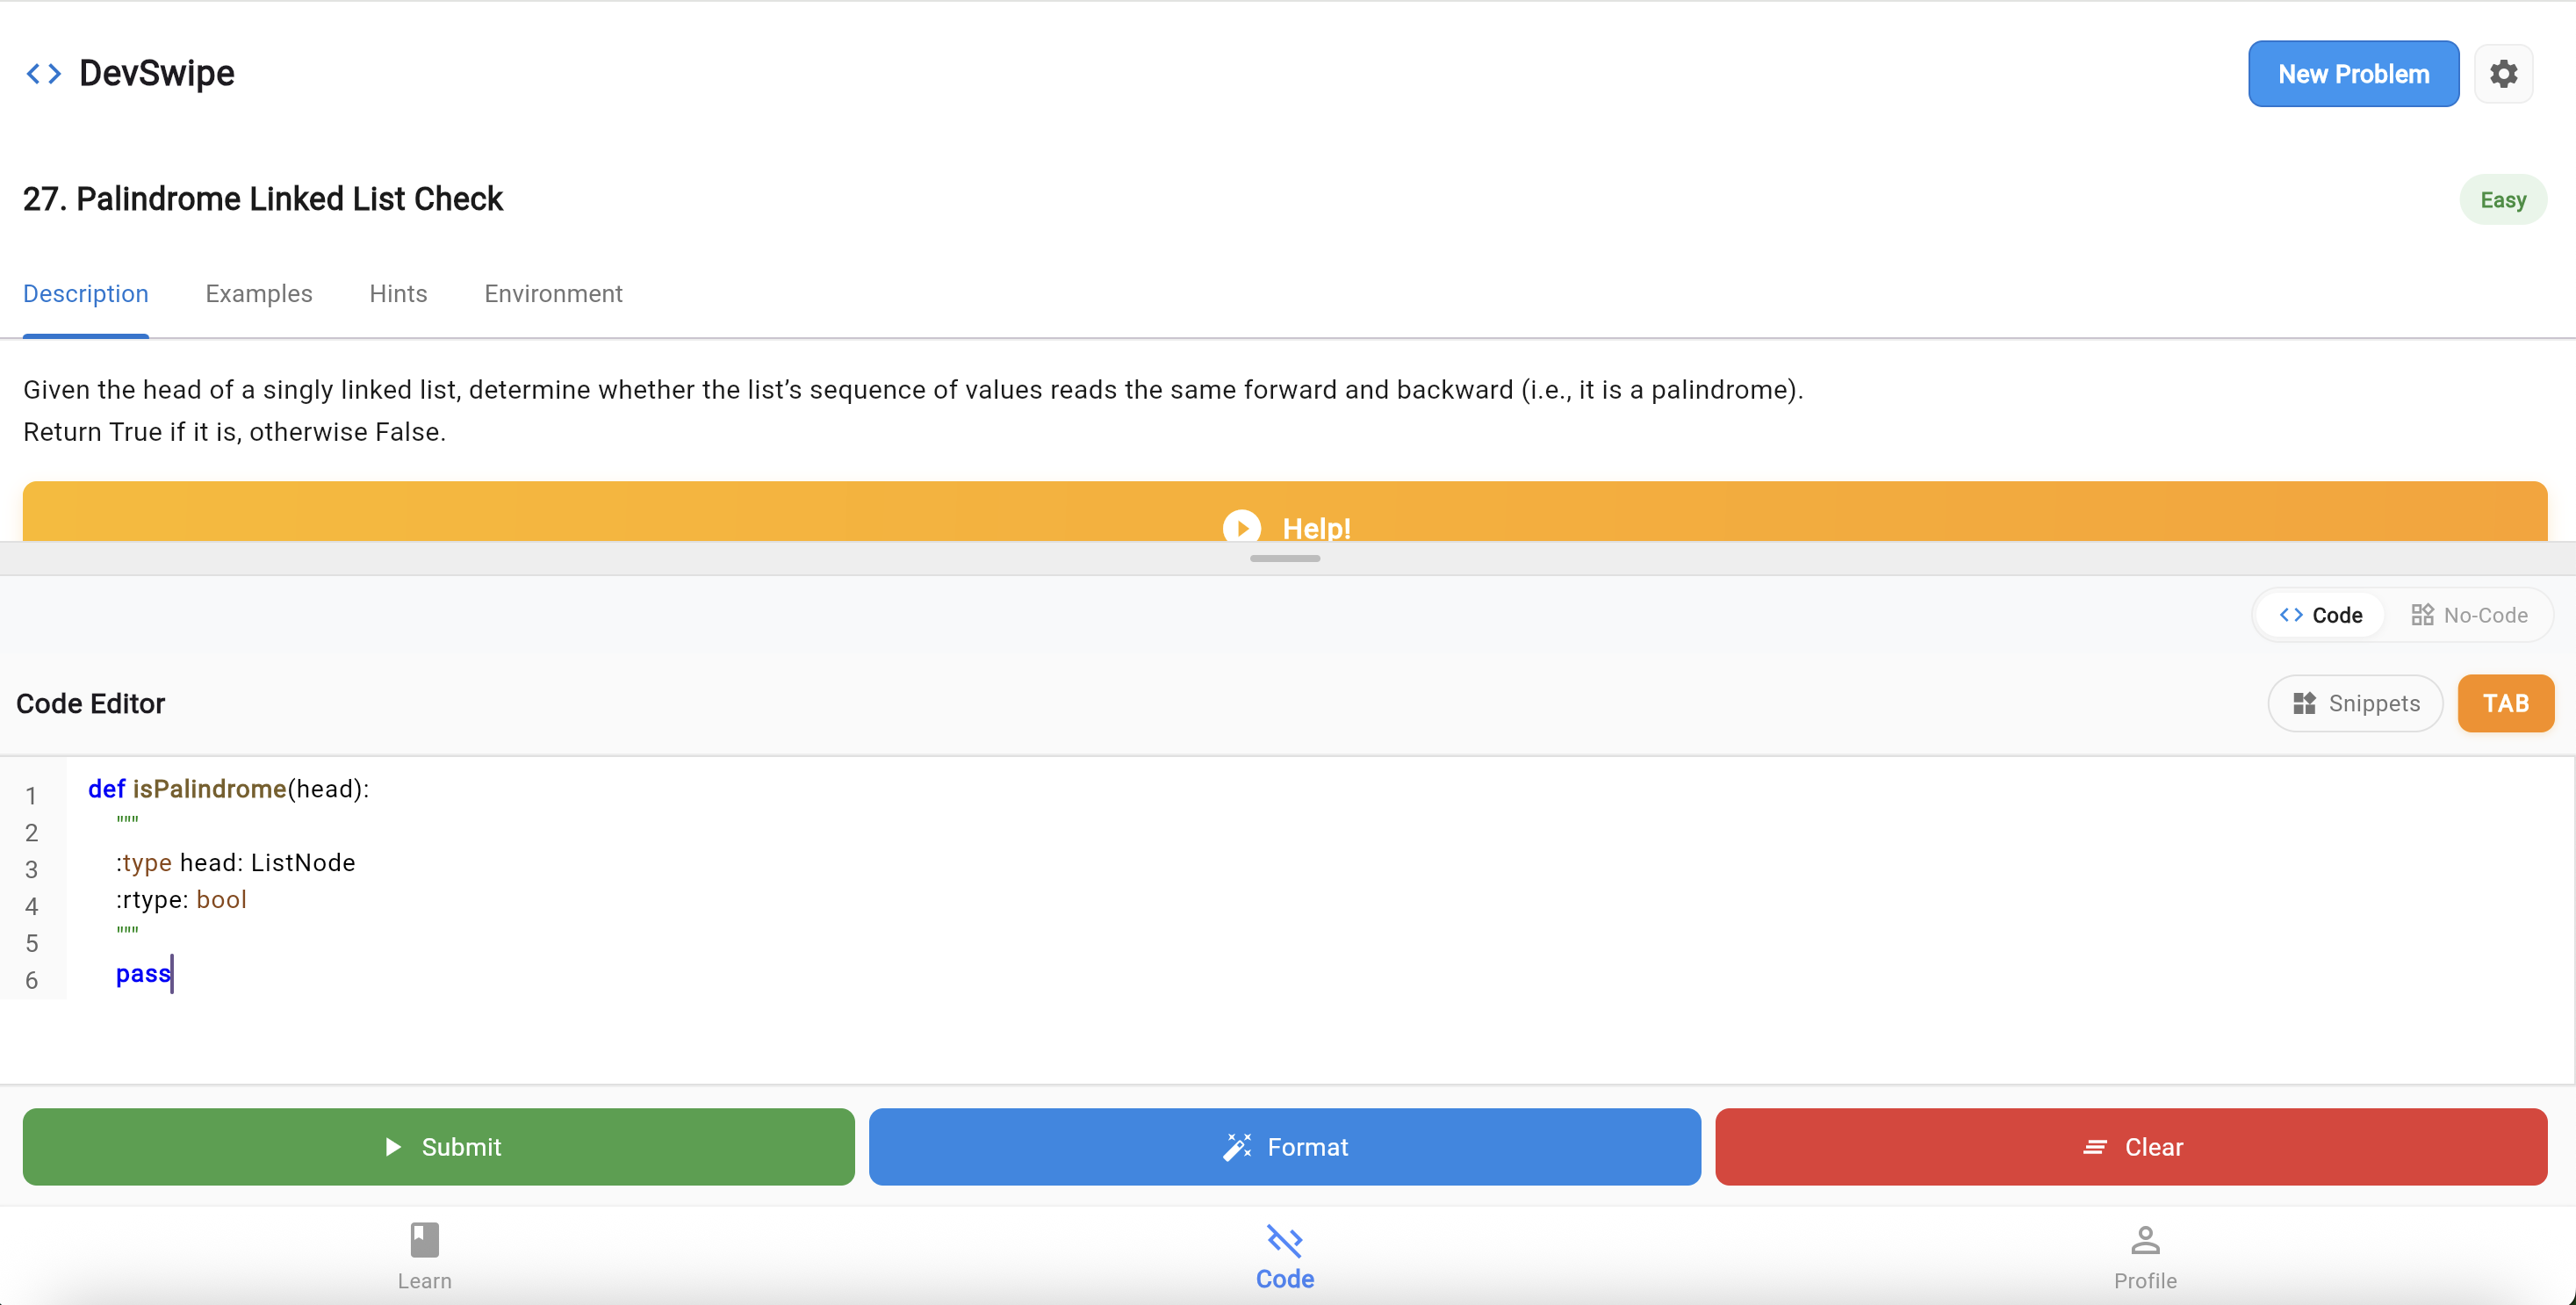 DevSwipe
New Problem
27. Palindrome Linked List Check
Easy
Description Examples Hints Environment
Given the head of a singly linked list, determine whether the list’s sequence of values reads the same forward and backward (i.e., it is a palindrome).
Return True if it is, otherwise False.
Help!
Code No-Code
Code Editor
Snippets TAB
1 def isPalindrome(head):
2 """
3 :type head: ListNode
4 :rtype: bool
5 """
6 pass
Submit Format Clear
Learn Code Profile